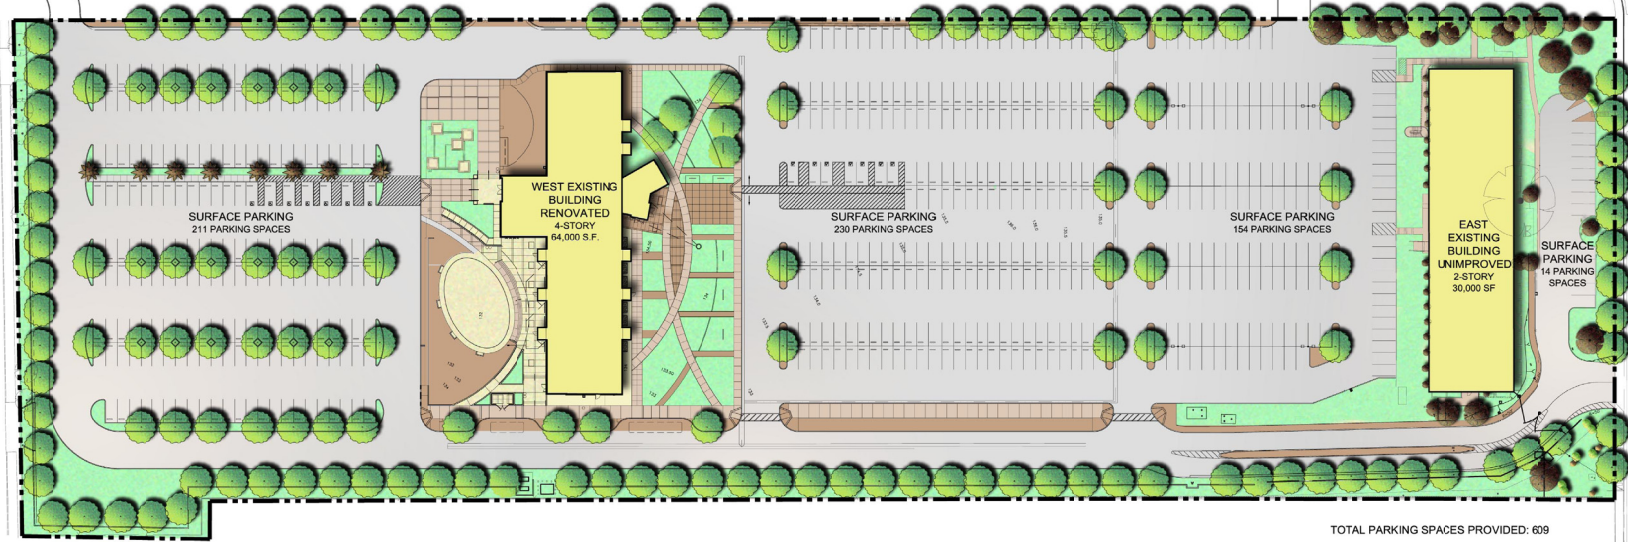 SURFACE PARKING
211 PARKING SPACES
WEST EXISTING
BUILDING
RENOVATED
4-STORY
64,000 S.F.
SURFACE PARKING
230 PARKING SPACES
SURFACE PARKING
154 PARKING SPACES
EAST
EXISTING
BUILDING
UNIMPROVED
2-STORY
30,000 SF
SURFACE
PARKING
14 PARKING
SPACES
TOTAL PARKING SPACES PROVIDED: 609